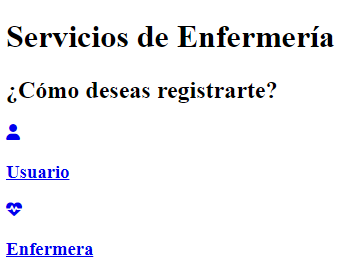 Servicios de Enfermería
¿Cómo deseas registrarte?
Usuario
Enfermera